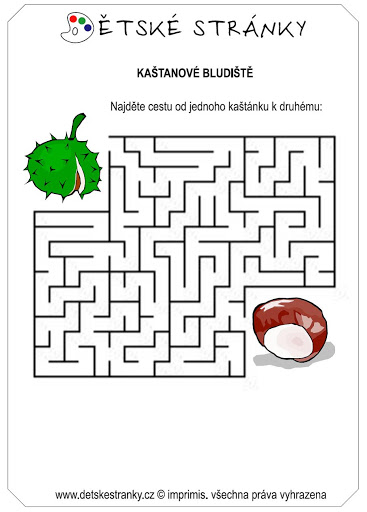 DĚTSKÉ STRÁNKY
KAŠTANOVÉ BLUDIŠTĚ
Najděte cestu od jednoho kaštánku k druhému:
www.detskestranky.cz © imprimis. všechna práva vyhrazena